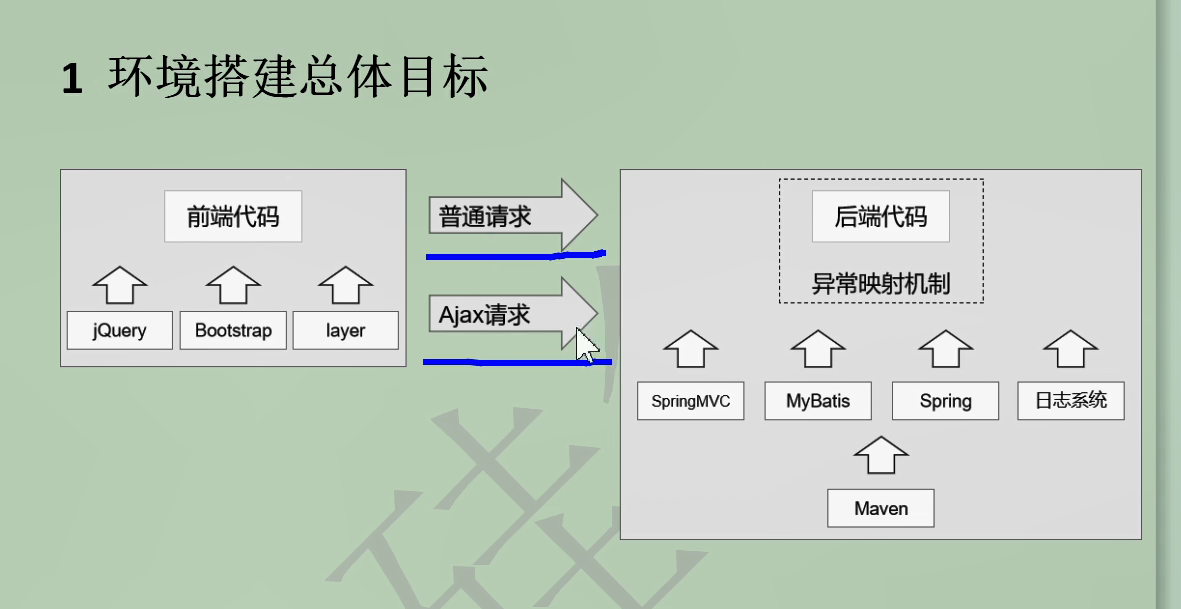 1 环境搭建总体目标
前端代码
jQuery
Bootstrap
layer
普通请求
Ajax请求
后端代码
异常映射机制
SpringMVC
MyBatis
Spring
日志系统
Maven